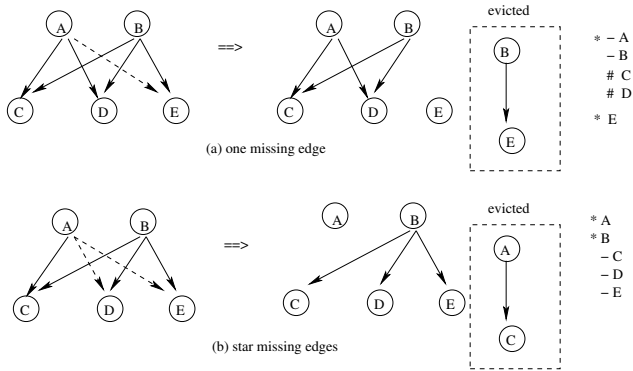 A B ==> A B evicted
B
* – A
– B
# C
# D
C D E C D E
* E
E
(a) one missing edge
A B ==> A B evicted
* A
* B
A
– C
– D
– E
C D E C D E
C
(b) star missing edges